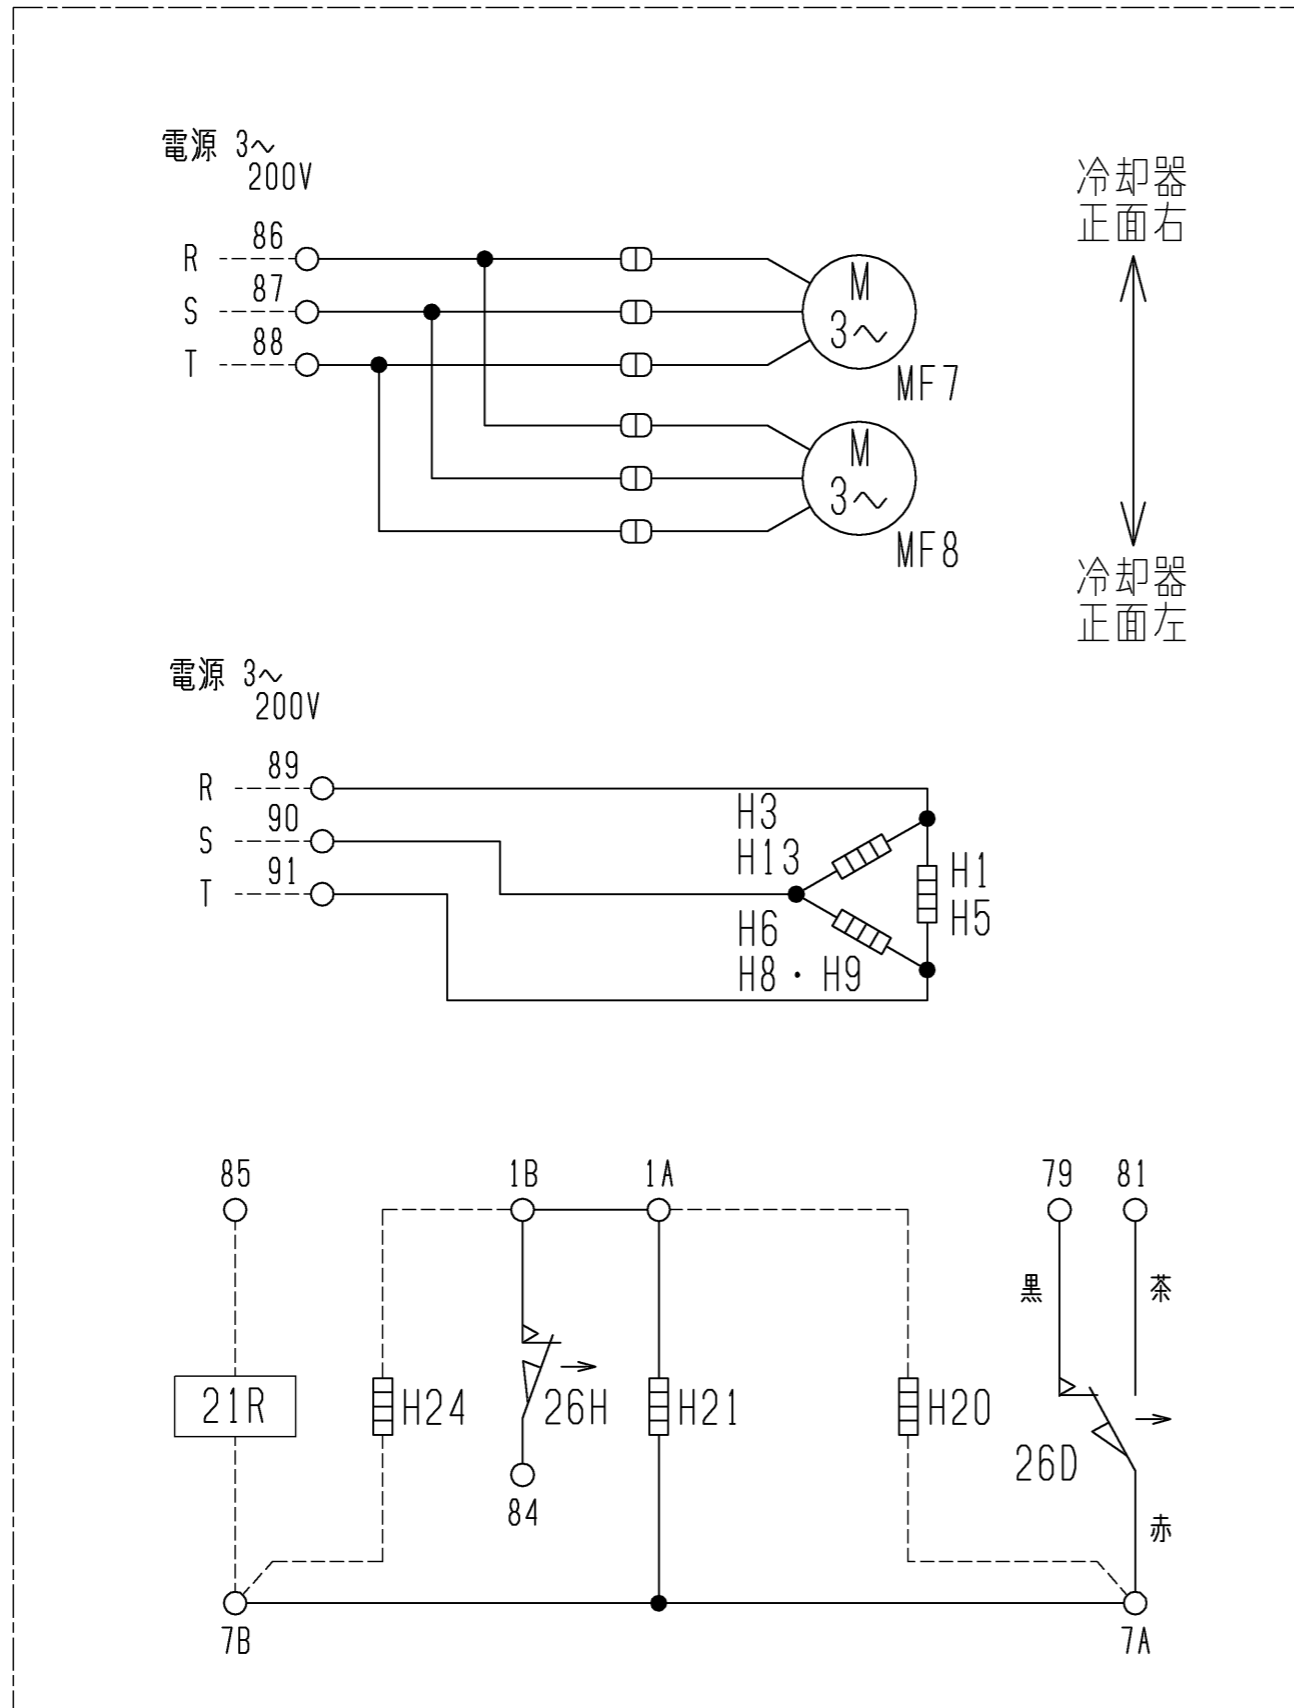 電源 3～
200V
冷却器
正面右
R
86
S
87
T
88
M
3～
MF7
M
3～
MF8
冷却器
正面左
電源 3～
200V
R
89
S
90
T
91
H3
H13
H1
H5
H6
H8・H9
85
1B
1A
79
81
黒
茶
21R
H24
26H
H21
H20
26D
84
赤
7B
7A